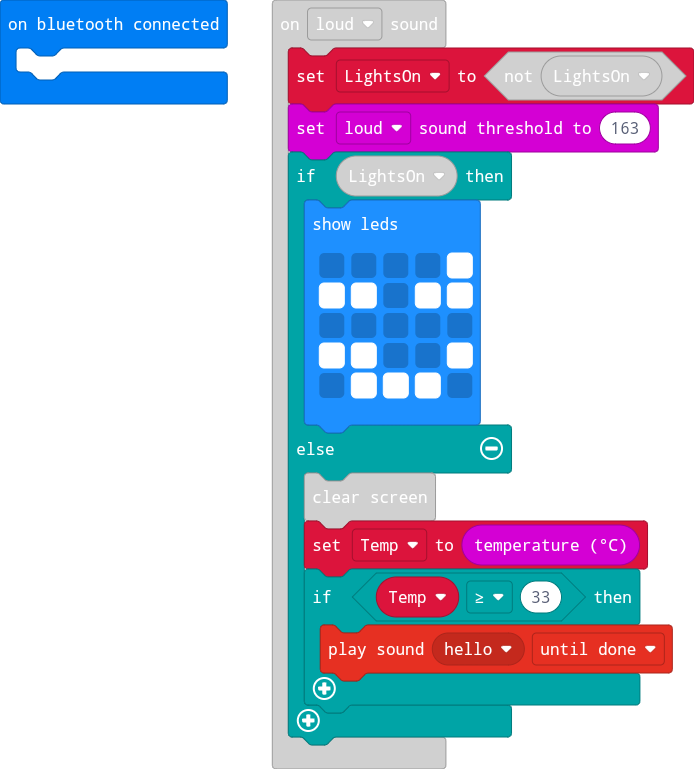 on bluetooth connected
on loud sound
set LightsOn to not LightsOn
set loud sound threshold to 163
if LightsOn then
show leds
else
clear screen
set Temp to temperature (°C)
if Temp ≥ 33 then
play sound hello until done